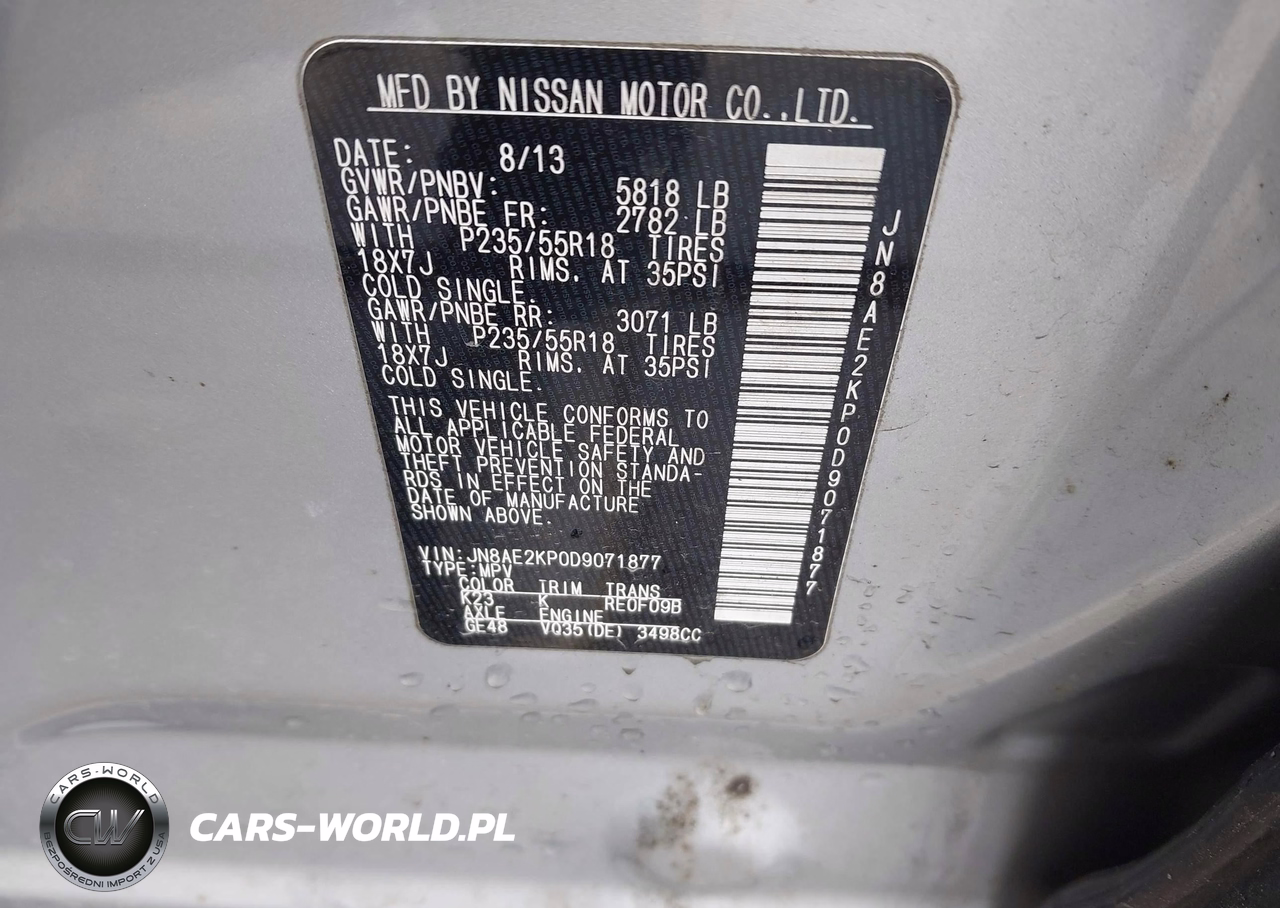 MFD BY NISSAN MOTOR CO.,LTD.
DATE: 8/13
GVWR/PNBV: 5818 LB
GAWR/PNBE FR: 2782 LB
WITH P235/55R18 TIRES
18X7J RIMS. AT 35PSI
COLD SINGLE.
GAWR/PNBE RR: 3071 LB
WITH P235/55R18 TIRES
18X7J RIMS. AT 35PSI
COLD SINGLE.
THIS VEHICLE CONFORMS TO
ALL APPLICABLE FEDERAL
MOTOR VEHICLE SAFETY AND
THEFT PREVENTION STANDA-
RDS IN EFFECT ON THE
DATE OF MANUFACTURE
SHOWN ABOVE.
VIN:JN8AE2KP0D9071877
TYPE:MPV
COLOR TRIM TRANS
K23 K RE0F09B
AXLE ENGINE
GE48 VQ35(DE) 3498CC
JN8AE2KP0D9071877
CARS-WORLD
CW
BEZPOŚREDNI IMPORT Z USA
CARS-WORLD.PL